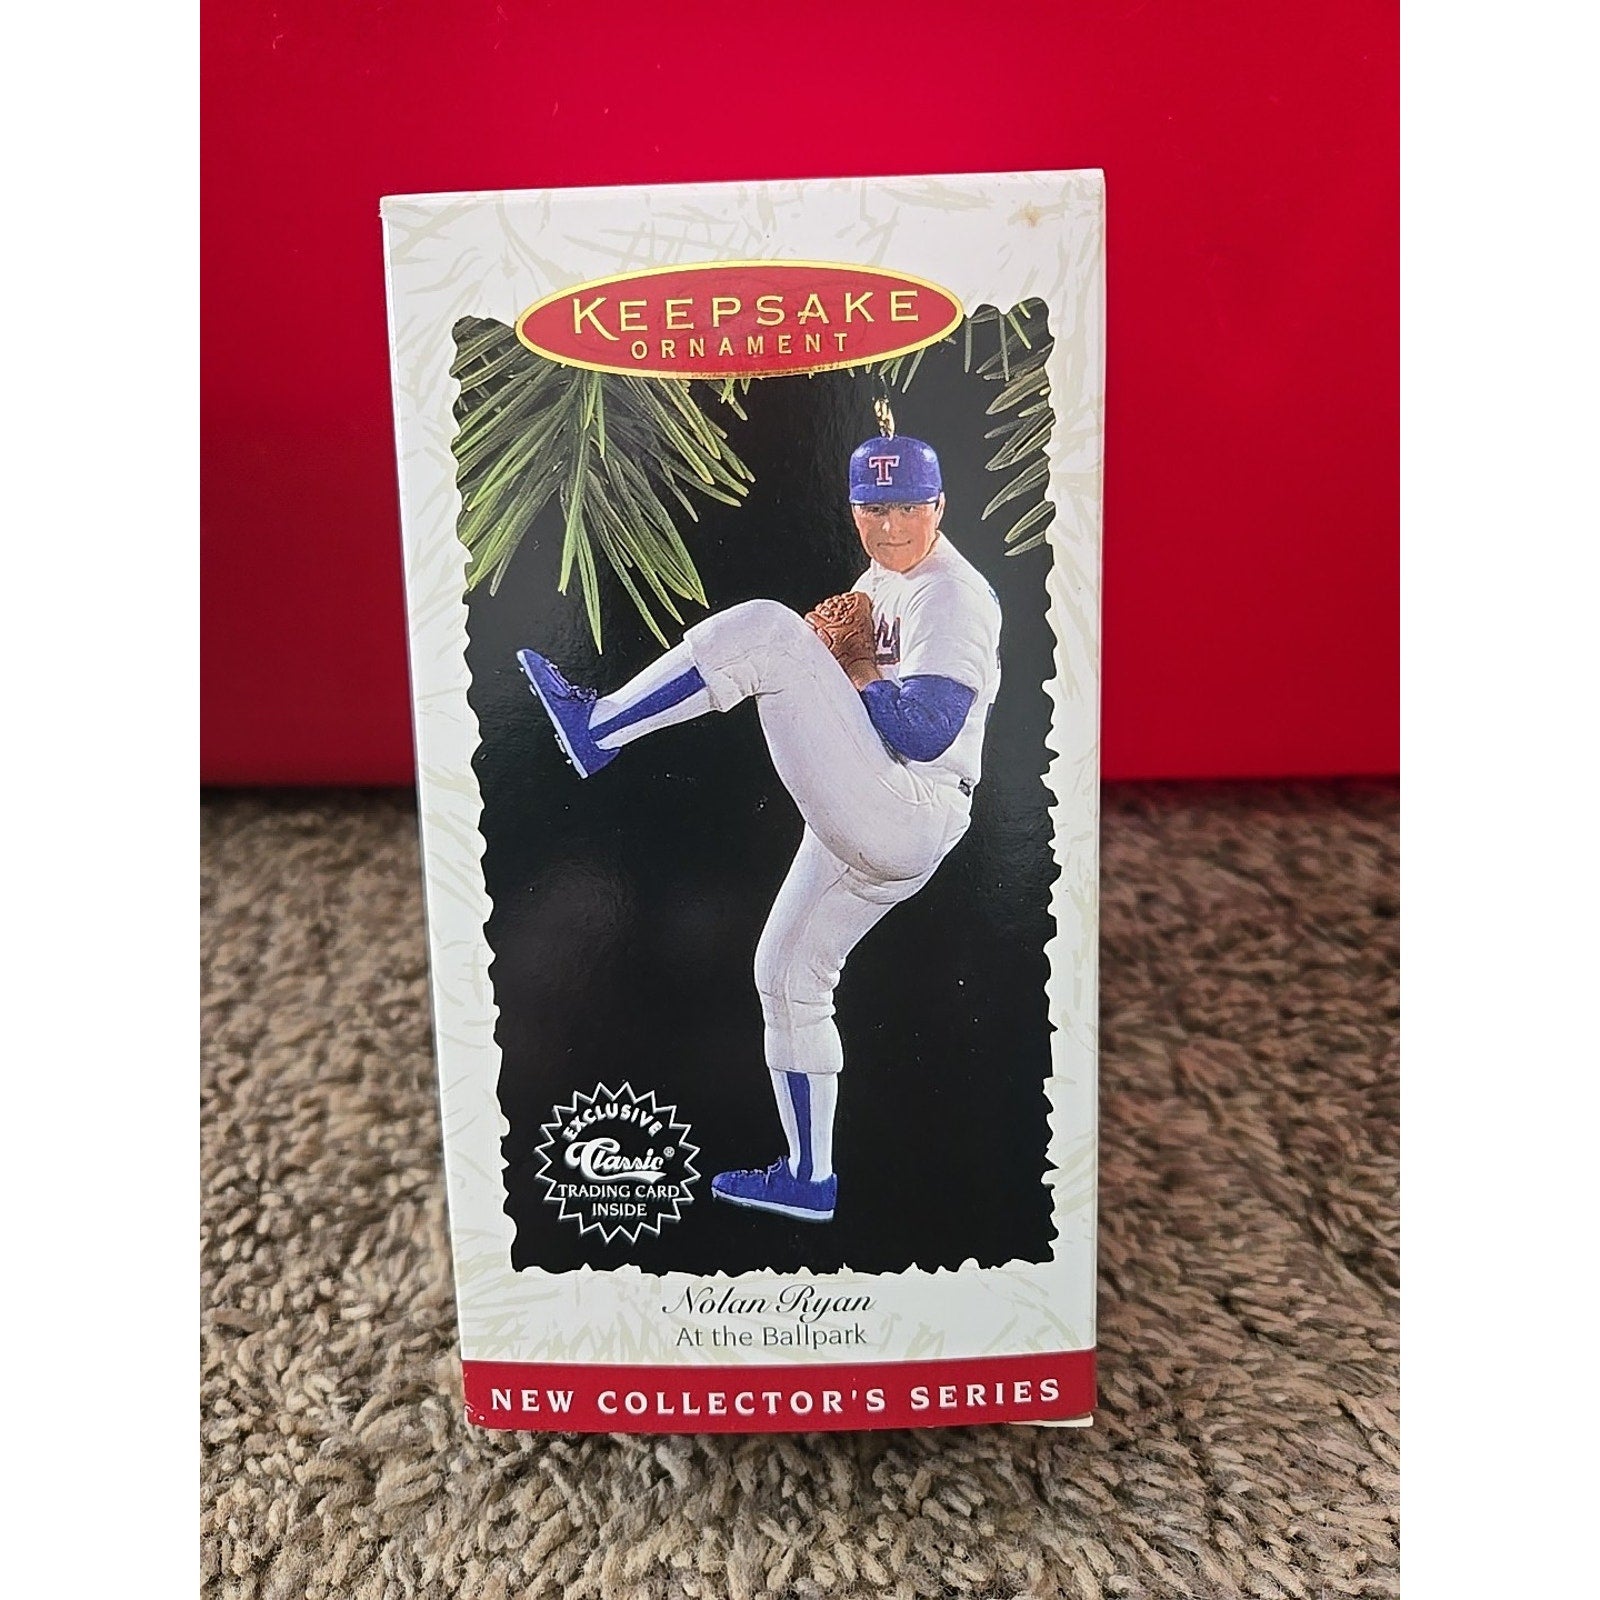 KEEPSAKE
ORNAMENT
T
EXCLUSIVE
Classic®
TRADING CARD
INSIDE
Nolan Ryan
At the Ballpark
NEW COLLECTOR'S SERIES